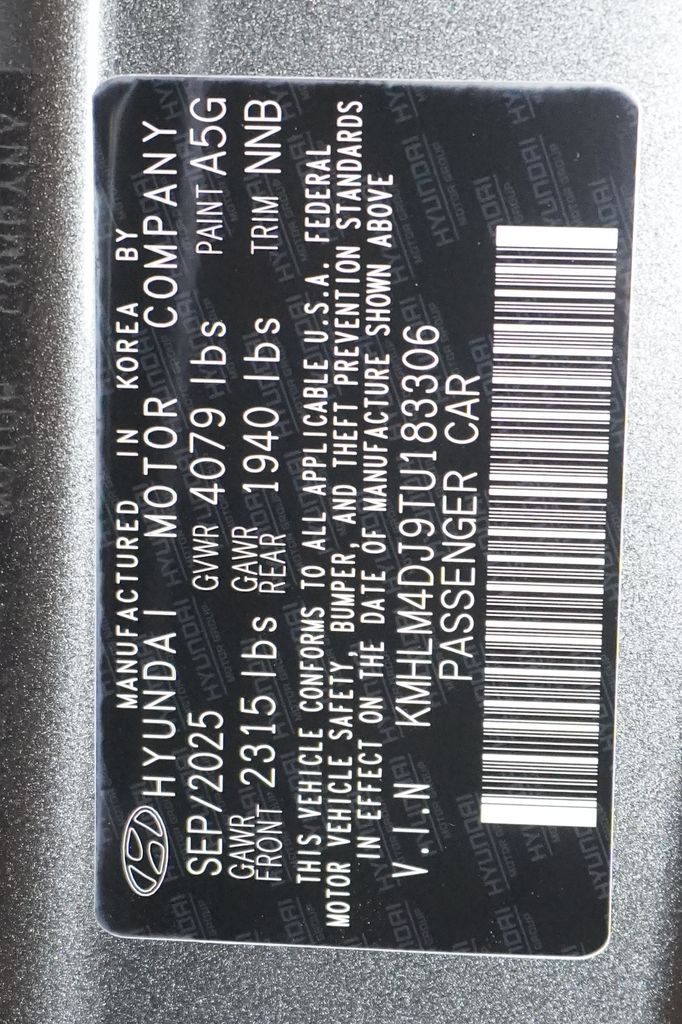 MANUFACTURED IN KOREA BY
HYUNDAI MOTOR COMPANY
SEP/2025 GVWR 4079 lbs PAINT A5G
GAWR FRONT 2315 lbs GAWR REAR 1940 lbs TRIM NNB
THIS VEHICLE CONFORMS TO ALL APPLICABLE U.S.A. FEDERAL
MOTOR VEHICLE SAFETY, BUMPER, AND THEFT PREVENTION STANDARDS
IN EFFECT ON THE DATE OF MANUFACTURE SHOWN ABOVE
V.I.N KMHLM4DJ9TU183306
PASSENGER CAR